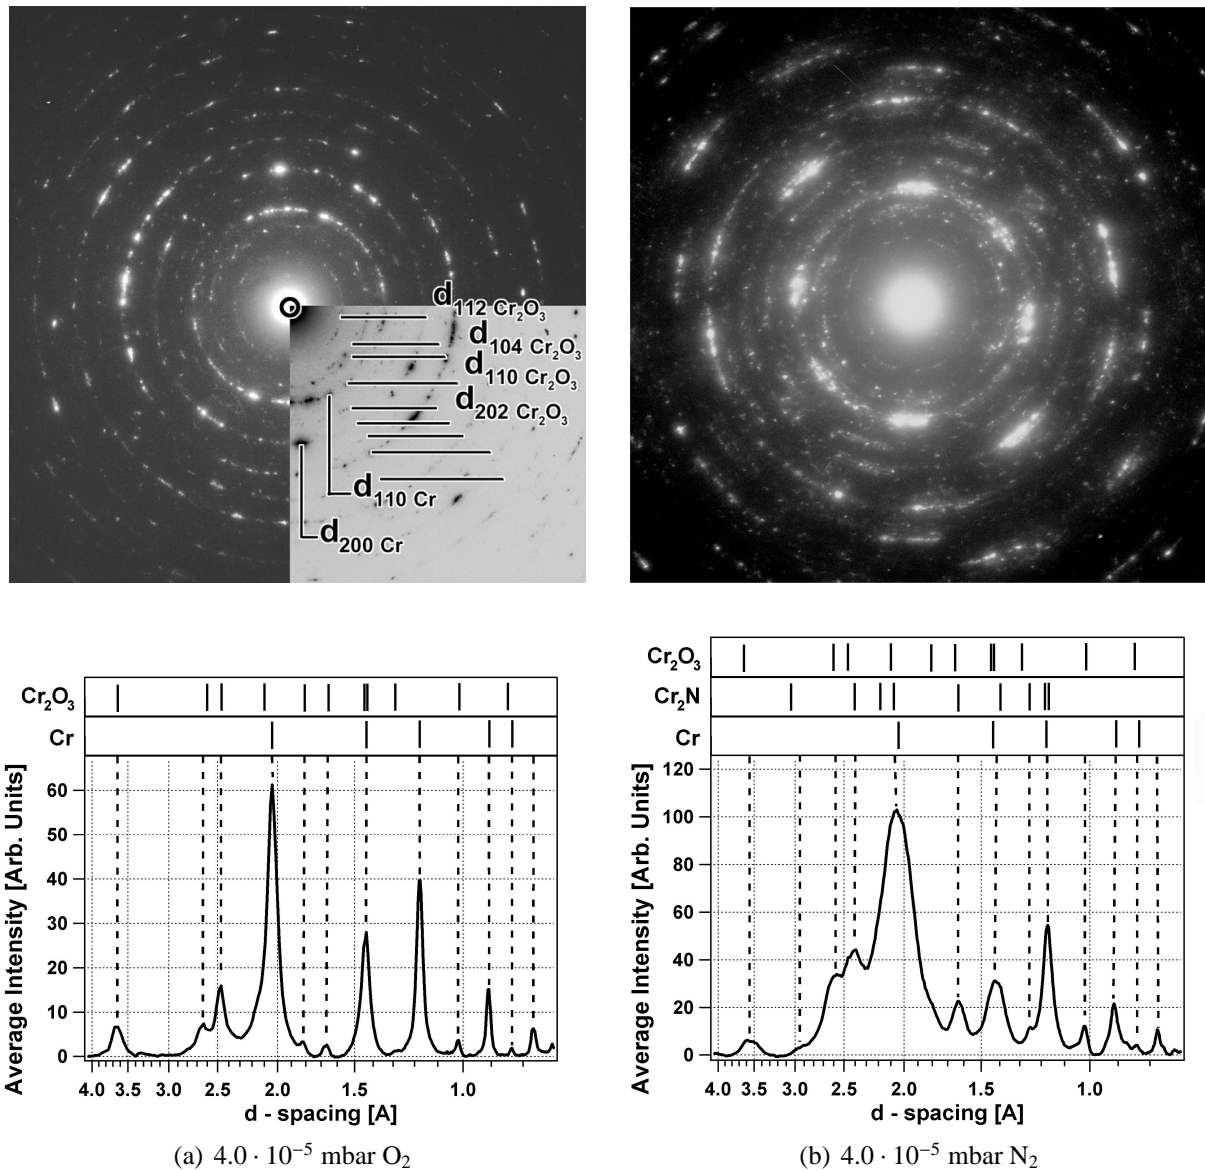 d112 Cr2O3
d104 Cr2O3
d110 Cr2O3
d202 Cr2O3
d110 Cr
d200 Cr
Cr2O3
Cr
Average Intensity [Arb. Units]
60
50
40
30
20
10
0
4.0 3.5 3.0 2.5 2.0 1.5 1.0
d - spacing [A]
(a) 4.0 · 10⁻⁵ mbar O₂
Cr2O3
Cr2N
Cr
Average Intensity [Arb. Units]
120
100
80
60
40
20
0
4.0 3.5 3.0 2.5 2.0 1.5 1.0
d - spacing [A]
(b) 4.0 · 10⁻⁵ mbar N₂